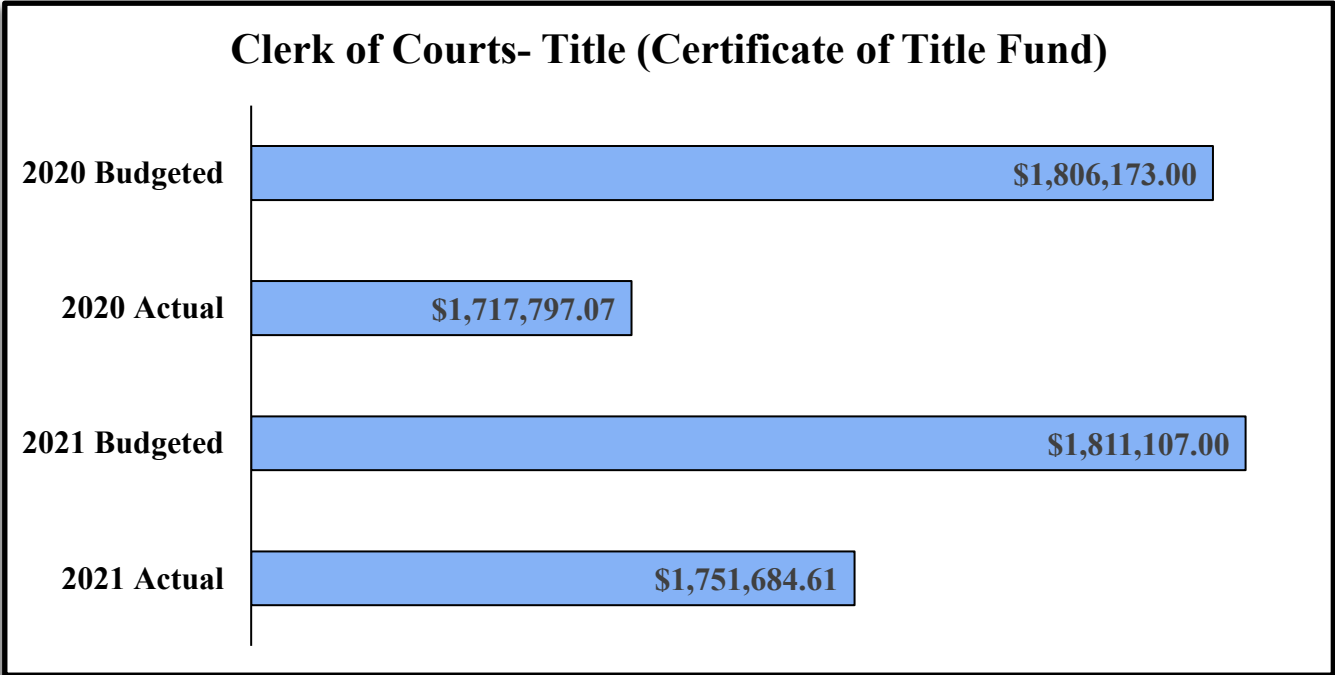 Clerk of Courts- Title (Certificate of Title Fund)
2020 Budgeted $1,806,173.00
2020 Actual $1,717,797.07
2021 Budgeted $1,811,107.00
2021 Actual $1,751,684.61